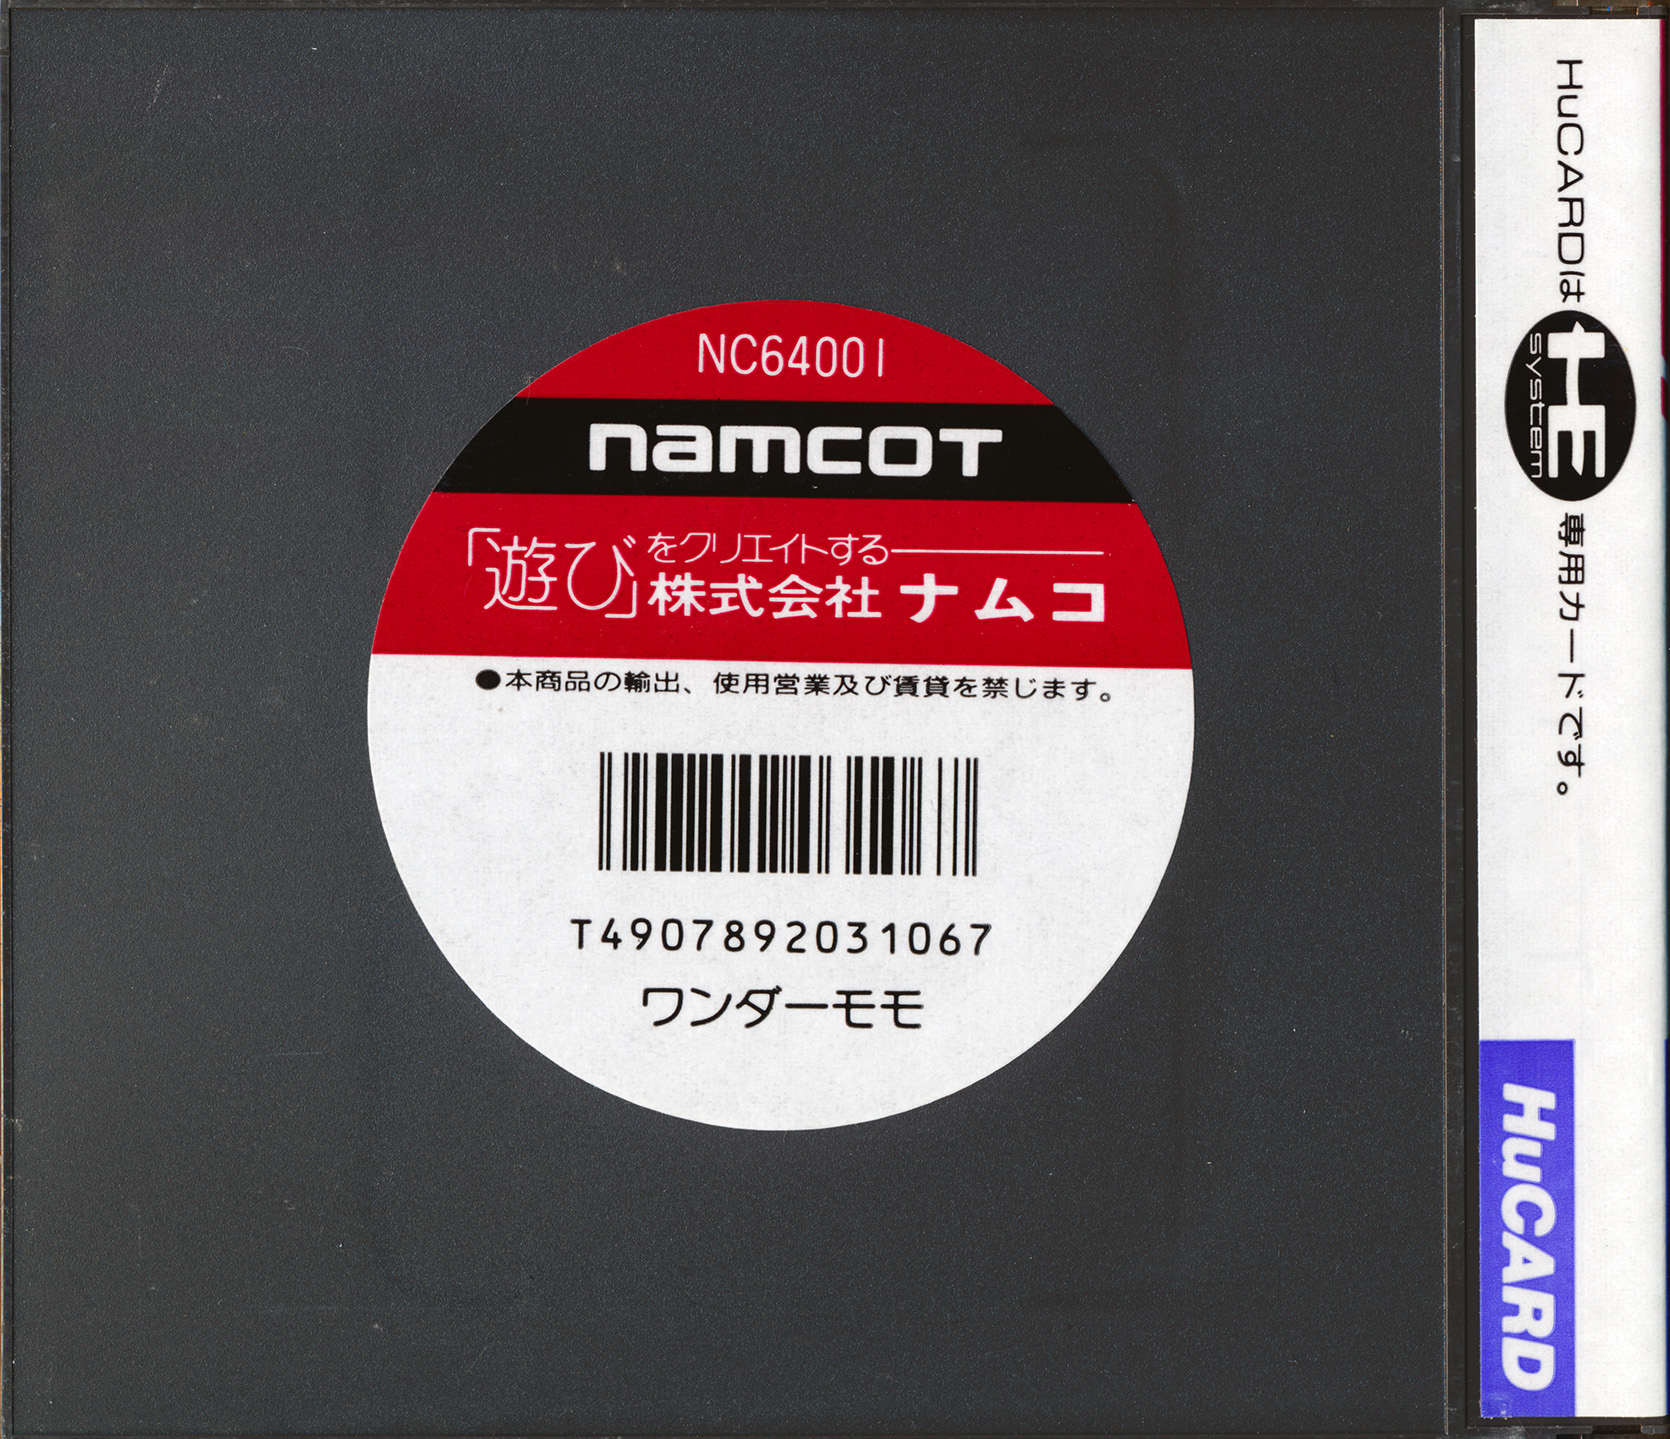 NC64001
namcot
「遊び」をクリエイトする
株式会社ナムコ
●本商品の輸出、使用営業及び賃貸を禁じます。
T4907892031067
ワンダーモモ
HuCARDは HE system 専用カードです。
HuCARD